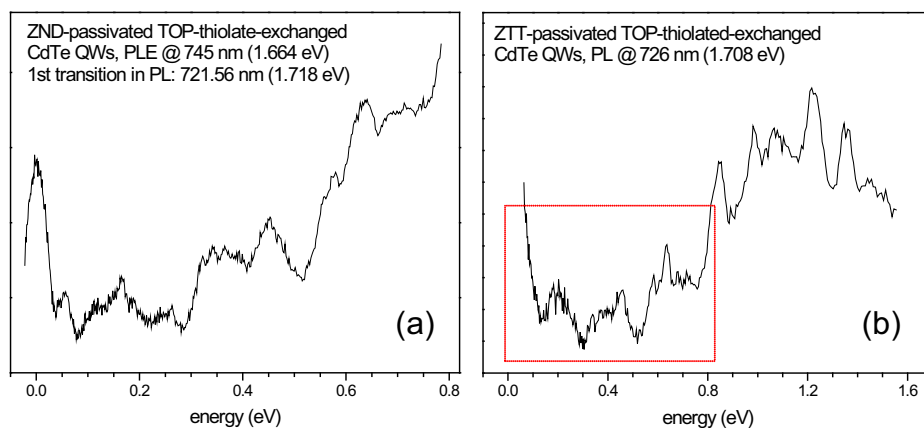 ZND-passivated TOP-thiolate-exchanged
CdTe QWs, PLE @ 745 nm (1.664 eV)
1st transition in PL: 721.56 nm (1.718 eV)
(a)
0.0 0.2 0.4 0.6 0.8
energy (eV)
ZTT-passivated TOP-thiolated-exchanged
CdTe QWs, PL @ 726 nm (1.708 eV)
(b)
0.0 0.4 0.8 1.2 1.6
energy (eV)